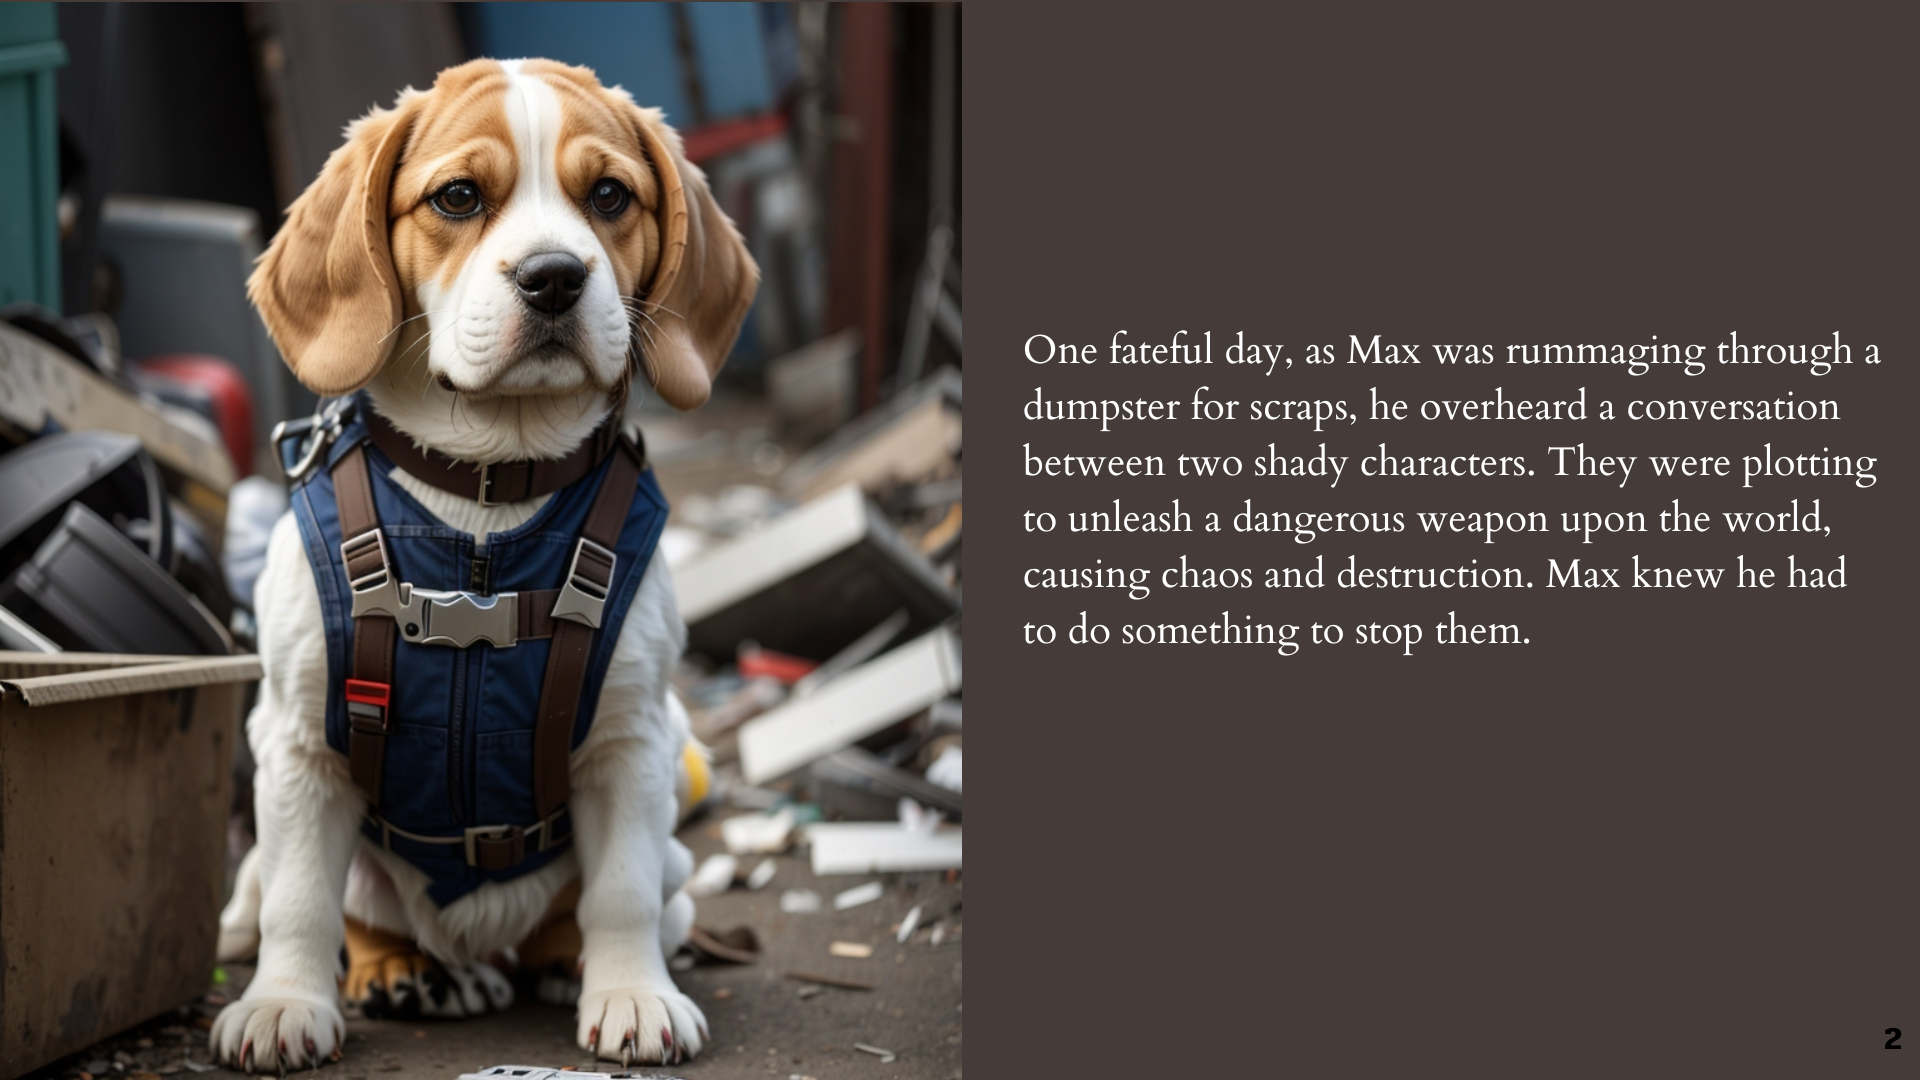 One fateful day, as Max was rummaging through a
dumpster for scraps, he overheard a conversation
between two shady characters. They were plotting
to unleash a dangerous weapon upon the world,
causing chaos and destruction. Max knew he had
to do something to stop them.
2